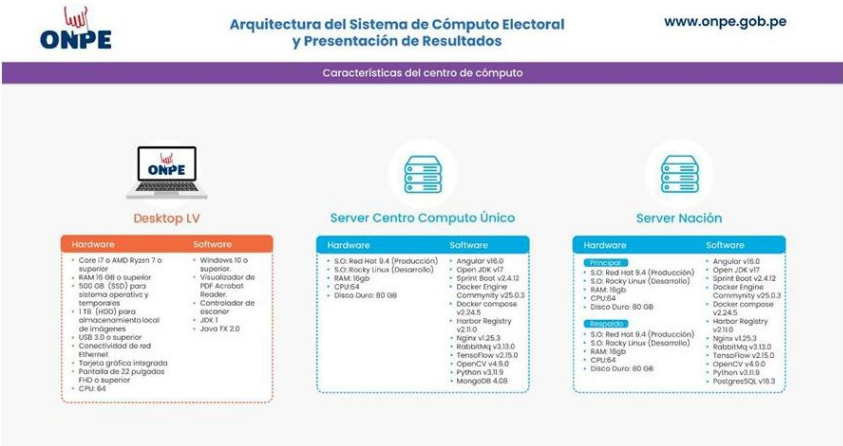 ONPE
Arquitectura del Sistema de Cómputo Electoral
y Presentación de Resultados
www.onpe.gob.pe
Características del centro de cómputo
ONPE
Desktop LV
Hardware
• Core i7 o AMD Ryzen 7 o
superior
• RAM 16 GB o superior
• 500 GB (SSD) para
sistema operativo y
temporales
• 1 TB (HDD) para
almacenamiento local
de imágenes
• USB 3.0 o superior
• Conectividad de red
Ethernet
• Tarjeta gráfica integrada
• Pantalla de 22 pulgadas
FHD o superior
• CPU: 64
Software
• Windows 10 o
superior.
• Visualizador de
PDF Acrobat
Reader.
• Controlador de
escaner
• JDK 1
• Java FX 2.0
Server Centro Computo Único
Hardware
• S.O: Red Hat 9.4 (Producción)
• S.O: Rocky Linux (Desarrollo)
• RAM: 16gb
• CPU:64
• Disco Duro: 80 GB
Software
• Angular v16.0
• Open JDK v17
• Sprint Boot v2.4.12
• Docker Engine
Commynity v25.0.3
• Docker compose
v2.24.5
• Harbor Registry
v2.11.0
• Nginx v1.25.3
• RabbitMq v3.13.0
• TensoFlow v2.15.0
• OpenCV v4.9.0
• Python v3.11.9
• MongoDB 4.08
Server Nación
Hardware
Principal
• S.O: Red Hat 9.4 (Producción)
• S.O: Rocky Linux (Desarrollo)
• RAM: 16gb
• CPU:64
• Disco Duro: 80 GB
Respaldo
• S.O: Red Hat 9.4 (Producción)
• S.O: Rocky Linux (Desarrollo)
• RAM: 16gb
• CPU:64
• Disco Duro: 80 GB
Software
• Angular v16.0
• Open JDK v17
• Sprint Boot v2.4.12
• Docker Engine
Commynity v25.0.3
• Docker compose
v2.24.5
• Harbor Registry
v2.11.0
• Nginx v1.25.3
• RabbitMq v3.13.0
• TensoFlow v2.15.0
• OpenCV v4.9.0
• Python v3.11.9
• PostgresSQL v16.3